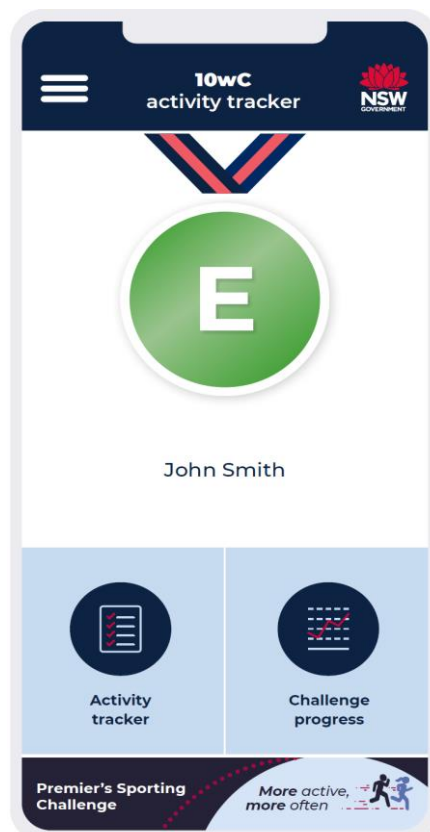 10wC
activity tracker
NSW
GOVERNMENT
E
John Smith
Activity
tracker
Challenge
progress
Premier's Sporting
Challenge
More active,
more often